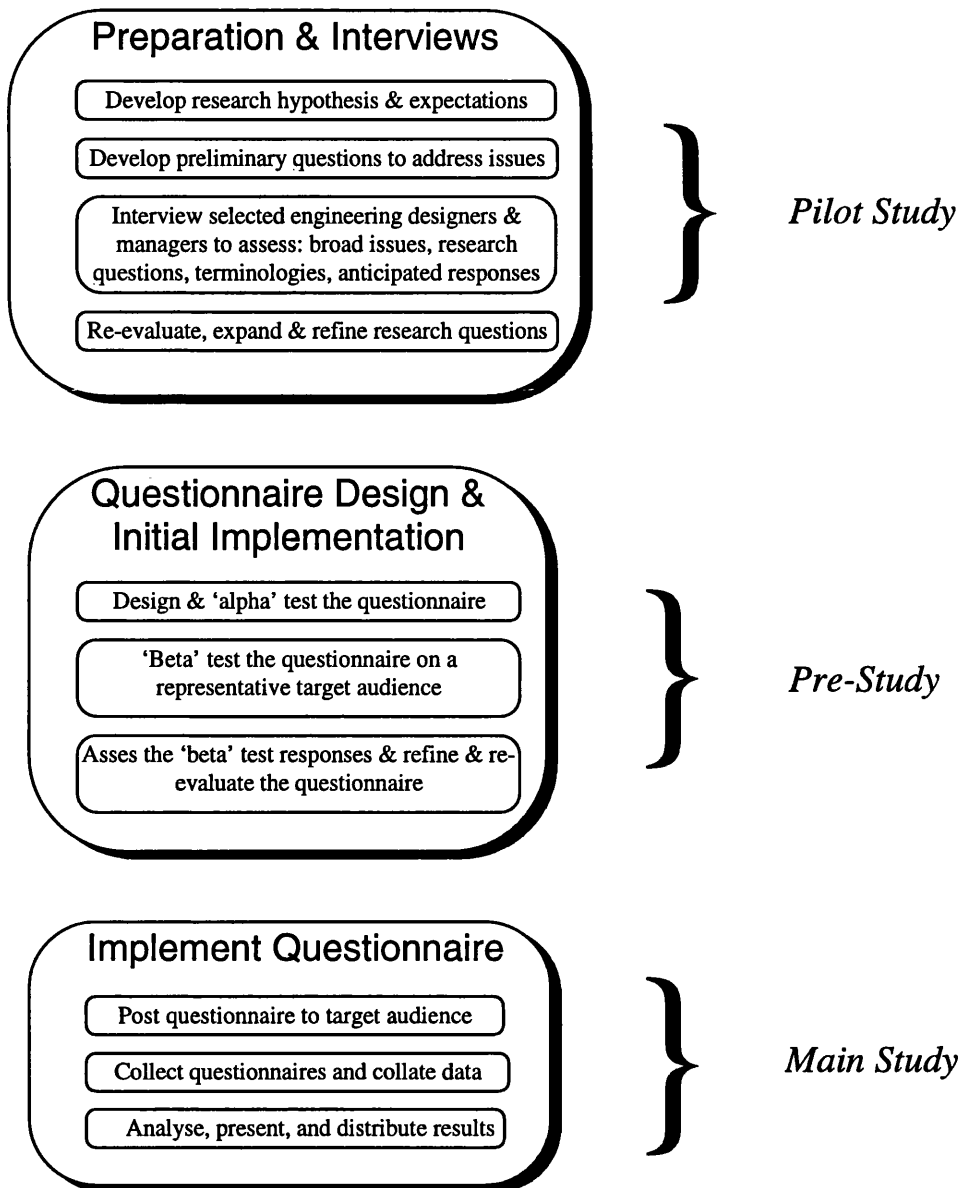 Preparation & Interviews
Develop research hypothesis & expectations
Develop preliminary questions to address issues
Interview selected engineering designers &
managers to assess: broad issues, research
questions, terminologies, anticipated responses
Re-evaluate, expand & refine research questions
Pilot Study
Questionnaire Design &
Initial Implementation
Design & ‘alpha’ test the questionnaire
‘Beta’ test the questionnaire on a
representative target audience
Asses the ‘beta’ test responses & refine & re-
evaluate the questionnaire
Pre-Study
Implement Questionnaire
Post questionnaire to target audience
Collect questionnaires and collate data
Analyse, present, and distribute results
Main Study